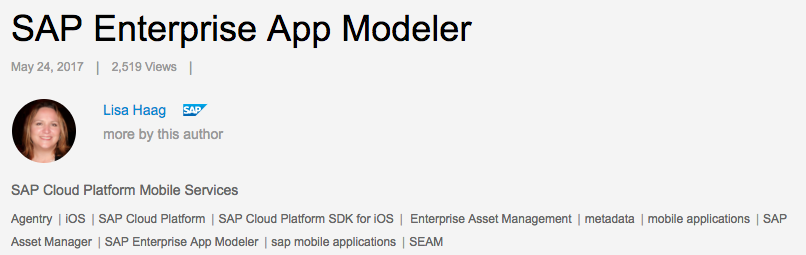 SAP Enterprise App Modeler
May 24, 2017 | 2,519 Views |
Lisa Haag SAP
more by this author
SAP Cloud Platform Mobile Services
Agentry | iOS | SAP Cloud Platform | SAP Cloud Platform SDK for iOS | Enterprise Asset Management | metadata | mobile applications | SAP
Asset Manager | SAP Enterprise App Modeler | sap mobile applications | SEAM